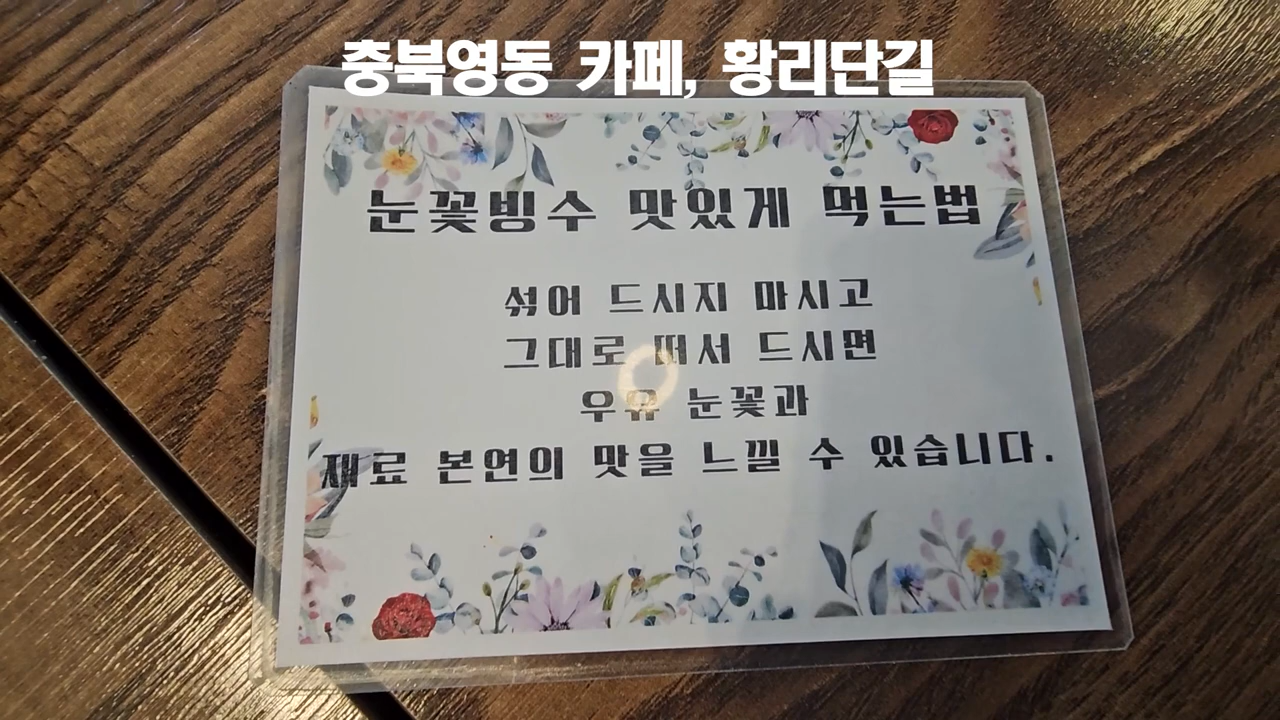 충북영동 카페, 황리단길
눈꽃빙수 맛있게 먹는법
섞어 드시지 마시고
그대로 떠서 드시면
우유 눈꽃과
재료 본연의 맛을 느낄 수 있습니다.